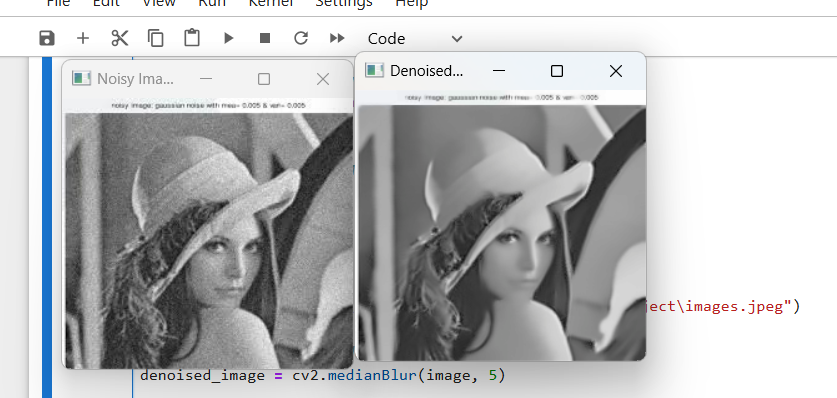 File Edit View Run Kernel Settings Help
Code
Noisy Ima...
Denoised...
noisy image: gaussian noise with mea= 0.005 & var= 0.005
noisy image: gaussian noise with mea= 0.005 & var= 0.005
ject\images.jpeg")
denoised_image = cv2.medianBlur(image, 5)